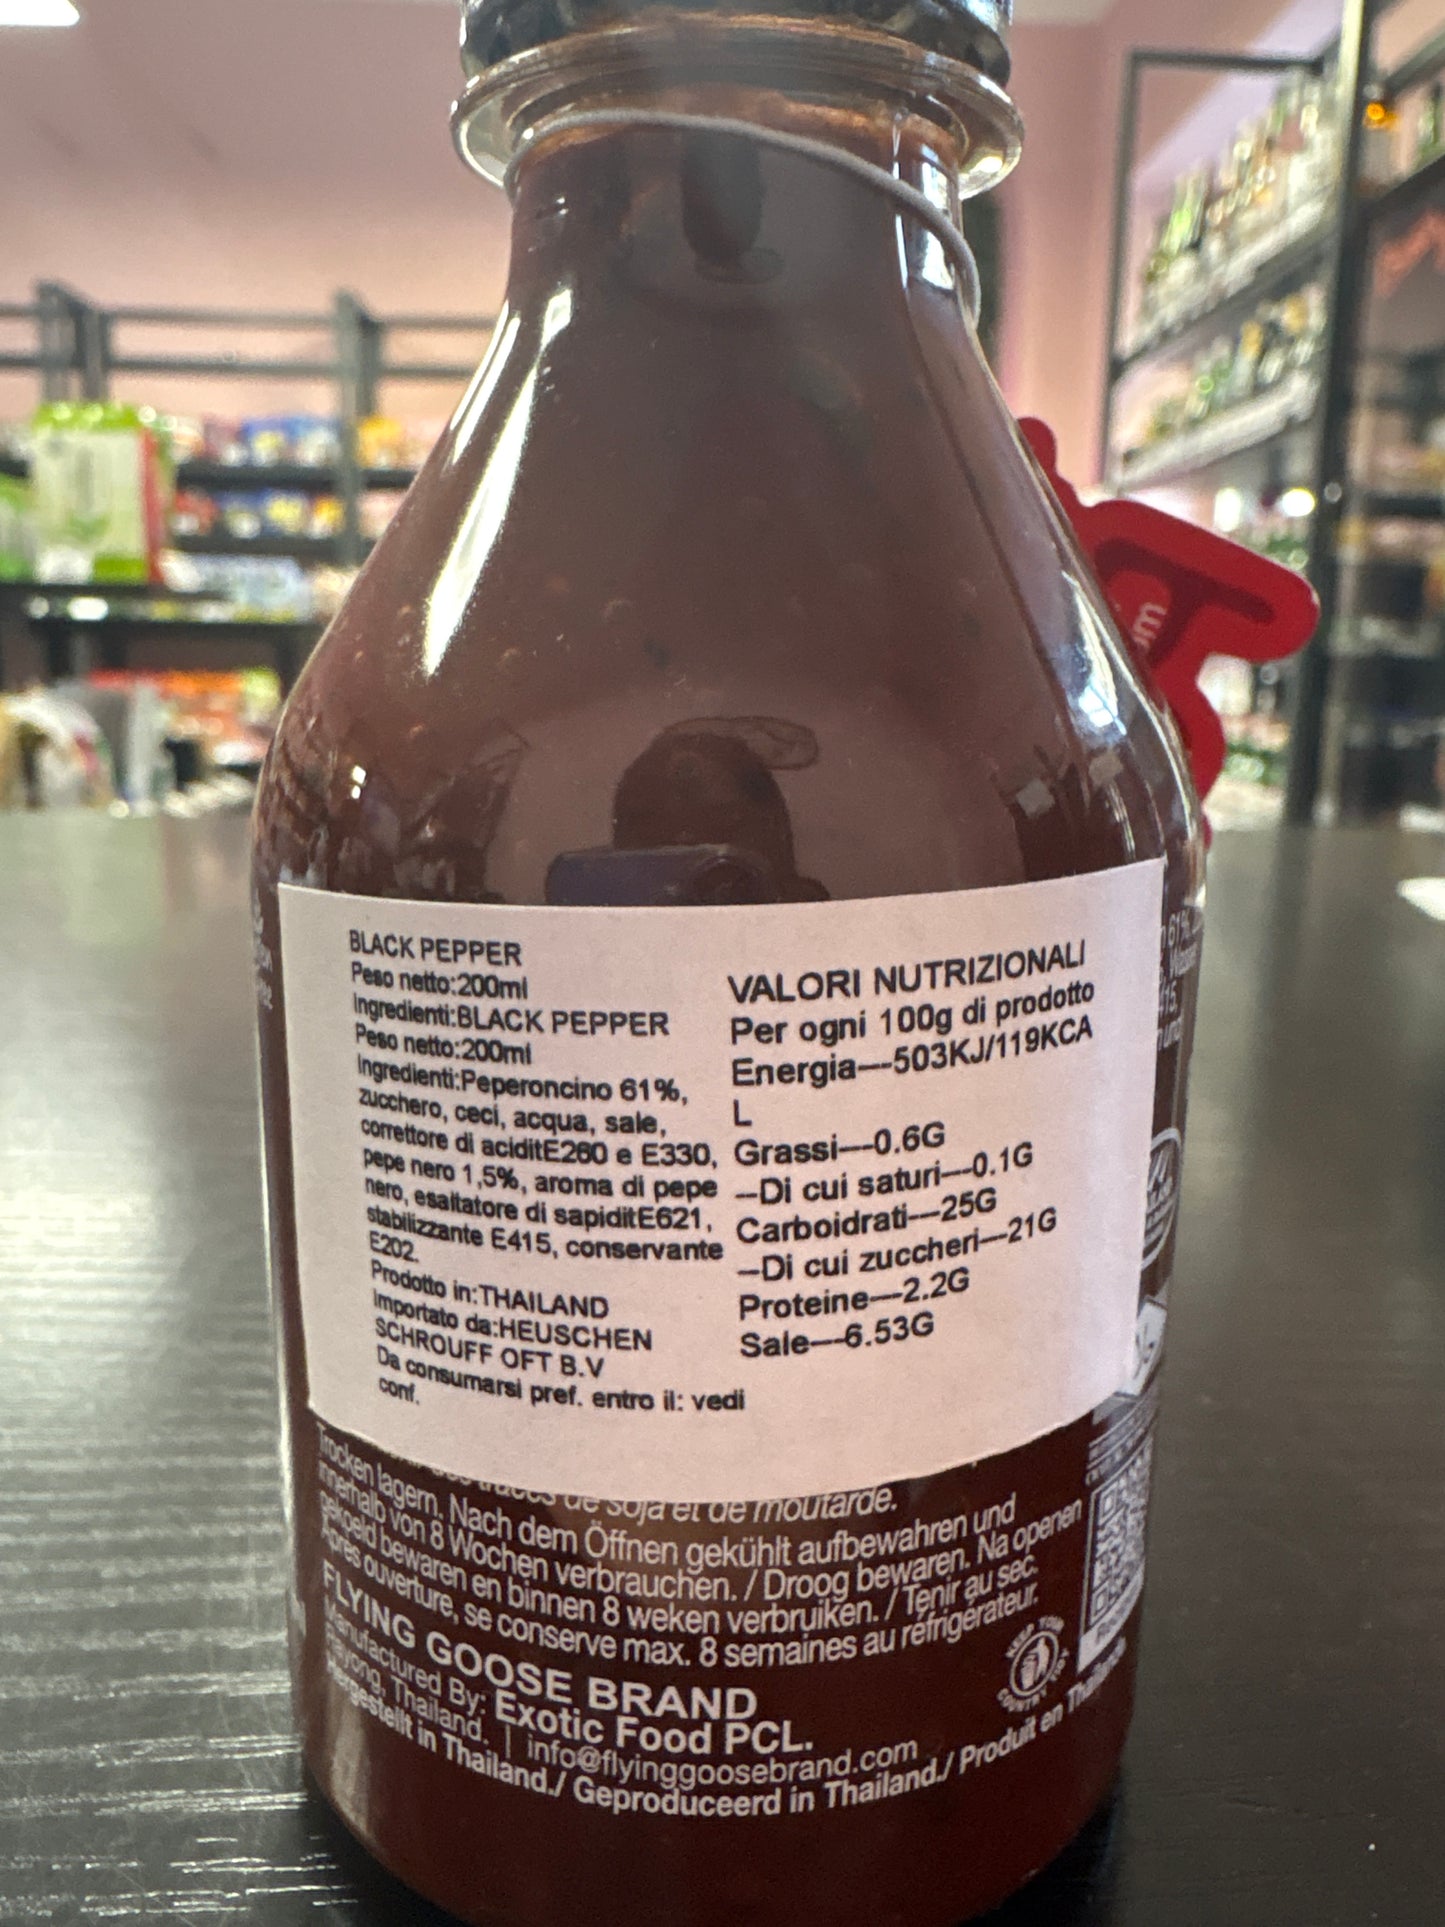 BLACK PEPPER
Peso netto:200ml
Ingredienti:BLACK PEPPER
Peso netto:200ml
Ingredienti:Peperoncino 61%,
zucchero, ceci, acqua, sale,
correttore di aciditE260 e E330,
pepe nero 1,5%, aroma di pepe
nero, esaltatore di sapiditE621,
stabilizzante E415, conservante
E202.
Prodotto in:THAILAND
Importato da:HEUSCHEN
SCHROUFF OFT B.V
Da consumarsi pref. entro il: vedi
conf.
VALORI NUTRIZIONALI
Per ogni 100g di prodotto
Energia---503KJ/119KCA
L
Grassi---0.6G
--Di cui saturi---0.1G
Carboidrati---25G
--Di cui zuccheri---21G
Proteine---2.2G
Sale---6.53G
traces de soja et de moutarde.
Trocken lagern. Nach dem Öffnen gekühlt aufbewahren und
innerhalb von 8 Wochen verbrauchen. / Droog bewaren. Na openen
gekoeld bewaren en binnen 8 weken verbruiken. / Tenir au sec.
Après ouverture, se conserve max. 8 semaines au réfrigérateur.
FLYING GOOSE BRAND
Manufactured By: Exotic Food PCL.
Rayong, Thailand. | info@flyinggoosebrand.com
Hergestellt in Thailand./ Geproduceerd in Thailand./ Produit en Thaïlande
KEEP YOUR
COUNTRY TIDY
61%